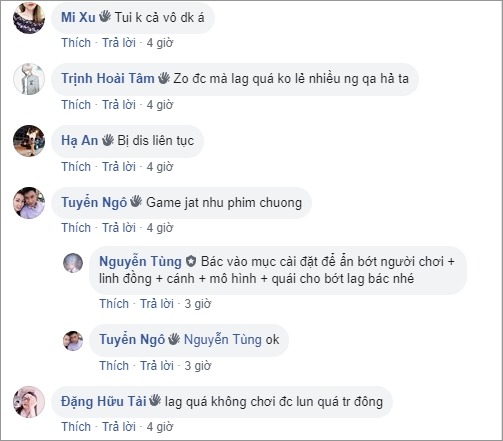 Mi Xu Tui k cả vô dk á
Thích · Trả lời · 4 giờ
Trịnh Hoài Tâm Zo đc mà lag quá ko lẻ nhiều ng qa hả ta
Thích · Trả lời · 4 giờ
Hạ An Bị dis liên tục
Thích · Trả lời · 4 giờ
Tuyển Ngô Game jat nhu phim chuong
Thích · Trả lời · 4 giờ
Nguyễn Tùng Bác vào mục cài đặt để ẩn bớt người chơi +
linh đồng + cánh + mô hình + quái cho bớt lag bác nhé
Thích · Trả lời · 3 giờ
Tuyển Ngô Nguyễn Tùng ok
Thích · Trả lời · 3 giờ
Đặng Hữu Tải lag quá không chơi đc lun quá tr đông
Thích · Trả lời · 4 giờ